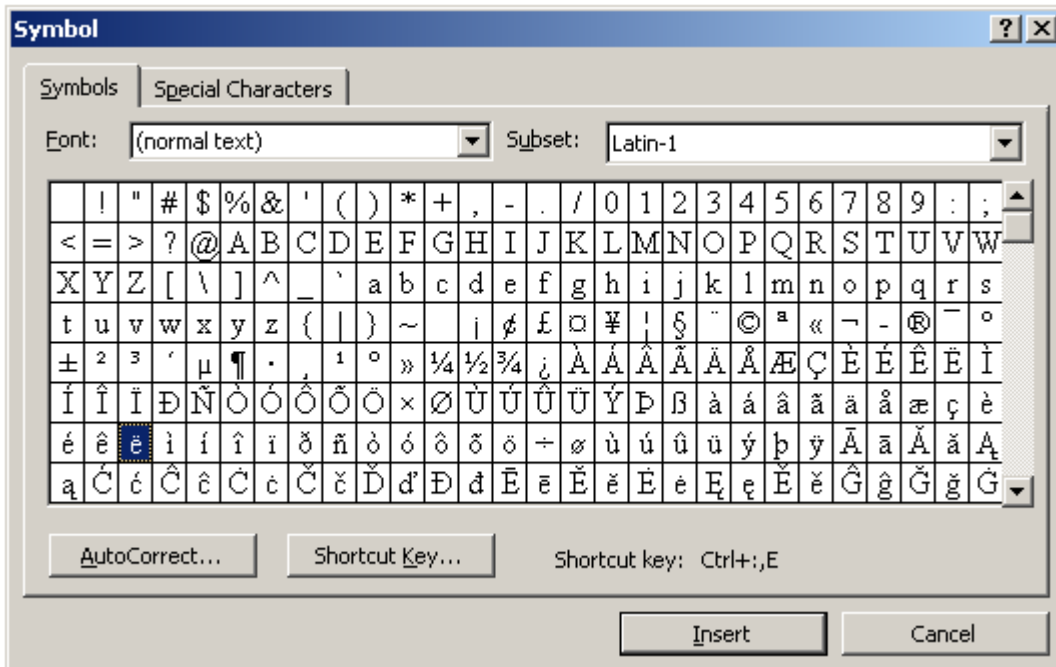 Symbol
Symbols Special Characters
Font: (normal text) Subset: Latin-1
! " # $ % & ' ( ) * + , - . / 0 1 2 3 4 5 6 7 8 9 : ;
< = > ? @ A B C D E F G H I J K L M N O P Q R S T U V W
X Y Z [ \ ] ^ _ ` a b c d e f g h i j k l m n o p q r s
t u v w x y z { | } ~ ¡ ¢ £ ¤ ¥ ¦ § ¨ © ª « ¬ - ® ¯ °
± ² ³ ´ µ ¶ · ¸ ¹ º » ¼ ½ ¾ ¿ À Á Â Ã Ä Å Æ Ç È É Ê Ë Ì
Í Î Ï Ð Ñ Ò Ó Ô Õ Ö × Ø Ù Ú Û Ü Ý Þ ß à á â ã ä å æ ç è
é ê ë ì í î ï ð ñ ò ó ô õ ö ÷ ø ù ú û ü ý þ ÿ Ā ā Ă ă Ą
ą Ć ć Ĉ ĉ Ċ ċ Č č Ď ď Đ đ Ē ē Ĕ ĕ Ė ė Ę ę Ě ě Ĝ ĝ Ğ ğ Ġ
AutoCorrect... Shortcut Key... Shortcut key: Ctrl+:,E
Insert Cancel